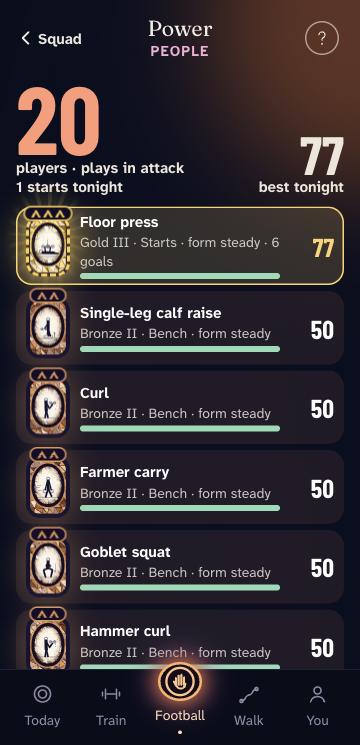 Squad
Power
PEOPLE
?
20
players · plays in attack
1 starts tonight
77
best tonight
Floor press
Gold III · Starts · form steady · 6
goals
77
Single-leg calf raise
Bronze II · Bench · form steady
50
Curl
Bronze II · Bench · form steady
50
Farmer carry
Bronze II · Bench · form steady
50
Goblet squat
Bronze II · Bench · form steady
50
Hammer curl
Bronze II · Bench · form steady
50
Today
Train
Football
Walk
You